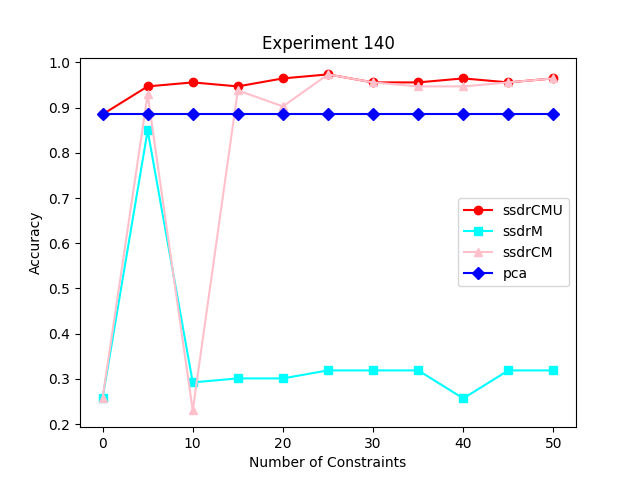 Experiment 140
Accuracy
1.0
0.9
0.8
0.7
0.6
0.5
0.4
0.3
0.2
ssdrCMU
ssdrM
ssdrCM
pca
0 10 20 30 40 50
Number of Constraints